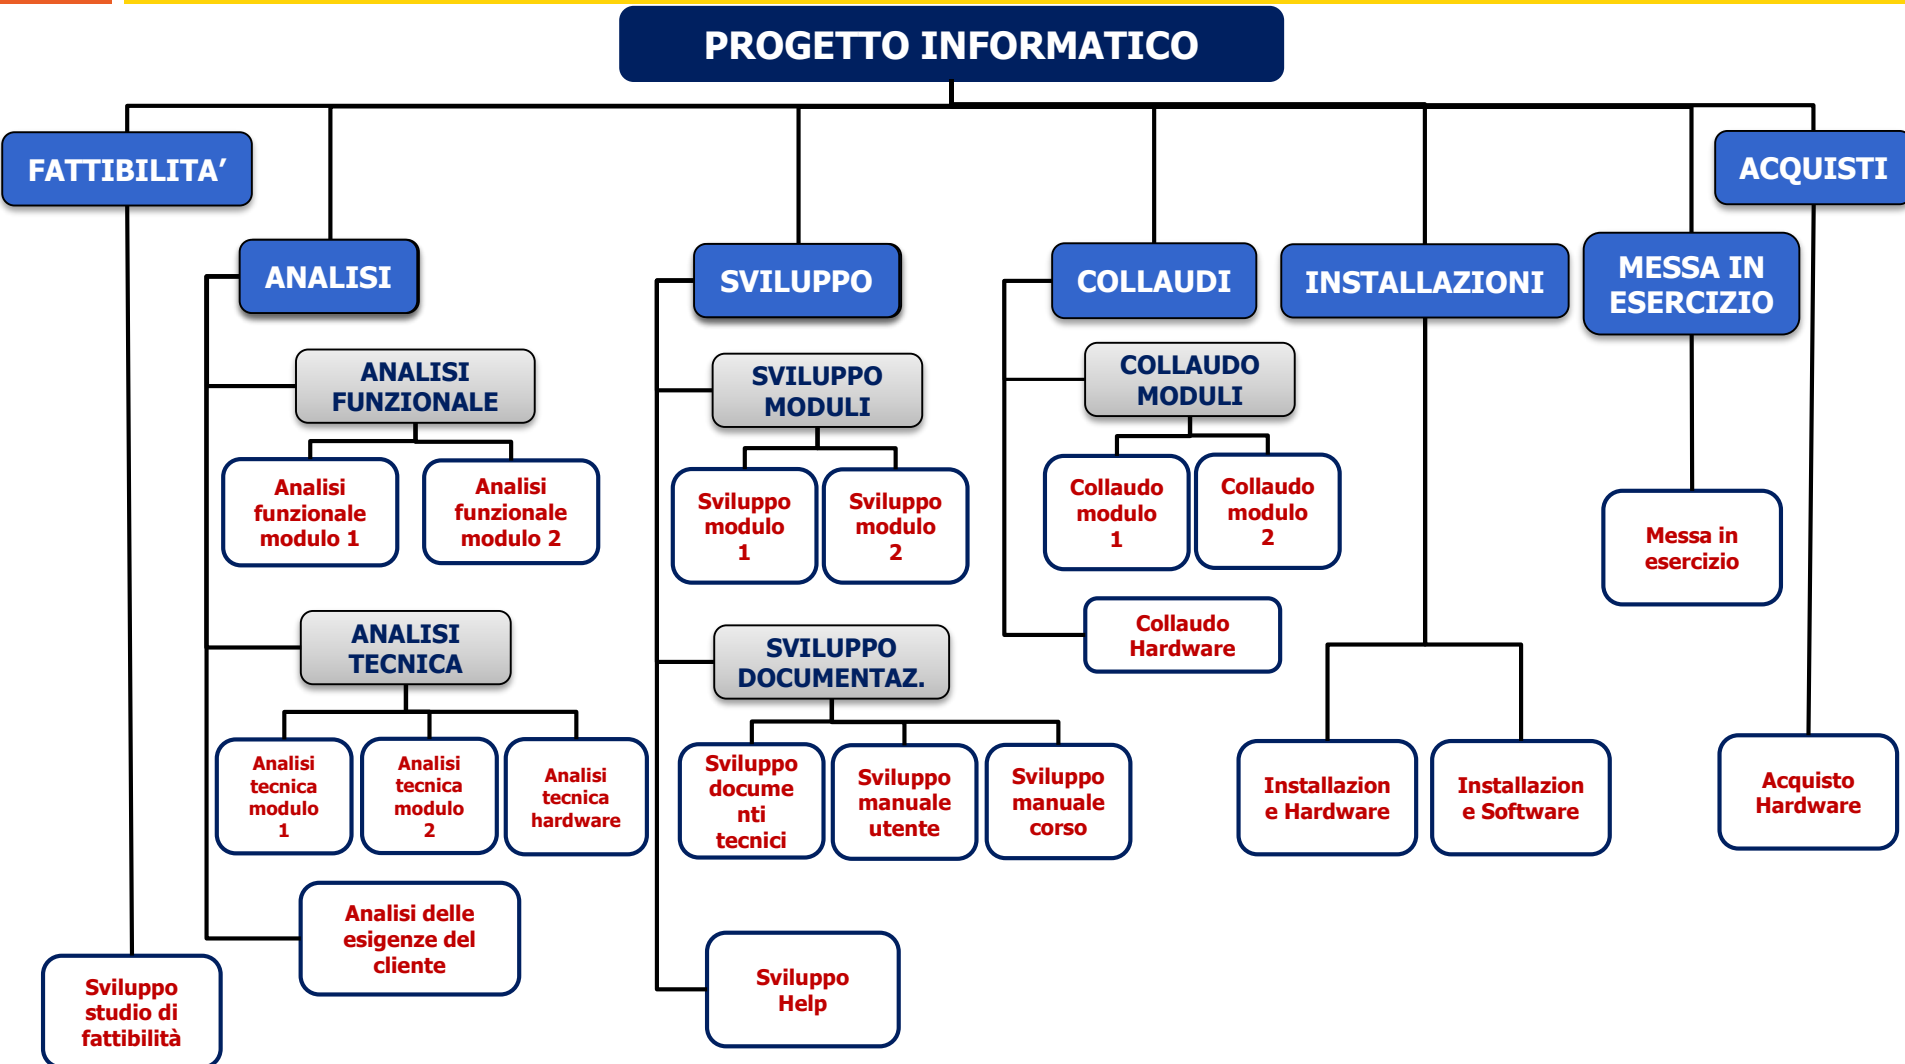 PROGETTO INFORMATICO
FATTIBILITA’
ACQUISTI
ANALISI
SVILUPPO
COLLAUDI
INSTALLAZIONI
MESSA IN
ESERCIZIO
ANALISI
FUNZIONALE
SVILUPPO
MODULI
COLLAUDO
MODULI
Analisi
funzionale
modulo 1
Analisi
funzionale
modulo 2
Sviluppo
modulo
1
Sviluppo
modulo
2
Collaudo
modulo
1
Collaudo
modulo
2
Messa in
esercizio
ANALISI
TECNICA
SVILUPPO
DOCUMENTAZ.
Collaudo
Hardware
Analisi
tecnica
modulo
1
Analisi
tecnica
modulo
2
Analisi
tecnica
hardware
Sviluppo
docume
nti
tecnici
Sviluppo
manuale
utente
Sviluppo
manuale
corso
Installazion
e Hardware
Installazion
e Software
Acquisto
Hardware
Analisi delle
esigenze del
cliente
Sviluppo
Help
Sviluppo
studio di
fattibilità